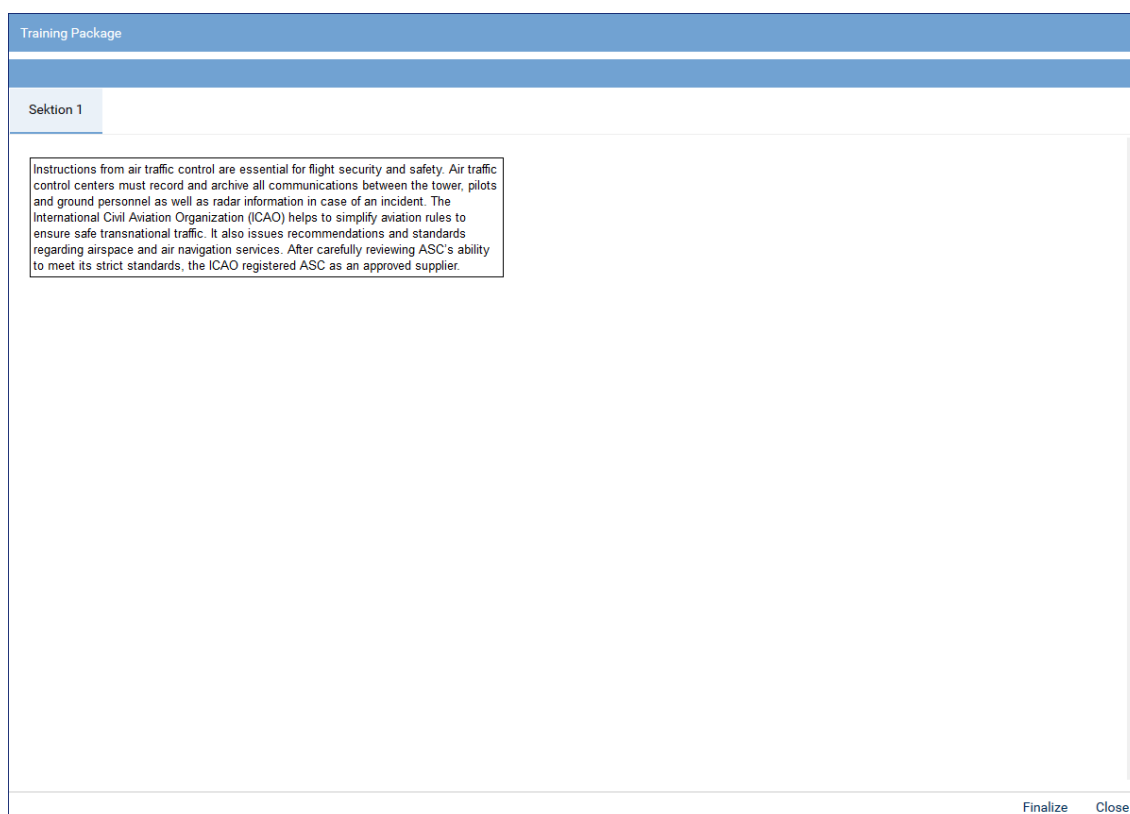 Training Package
Sektion 1
Instructions from air traffic control are essential for flight security and safety. Air traffic
control centers must record and archive all communications between the tower, pilots
and ground personnel as well as radar information in case of an incident. The
International Civil Aviation Organization (ICAO) helps to simplify aviation rules to
ensure safe transnational traffic. It also issues recommendations and standards
regarding airspace and air navigation services. After carefully reviewing ASC’s ability
to meet its strict standards, the ICAO registered ASC as an approved supplier.
Finalize Close